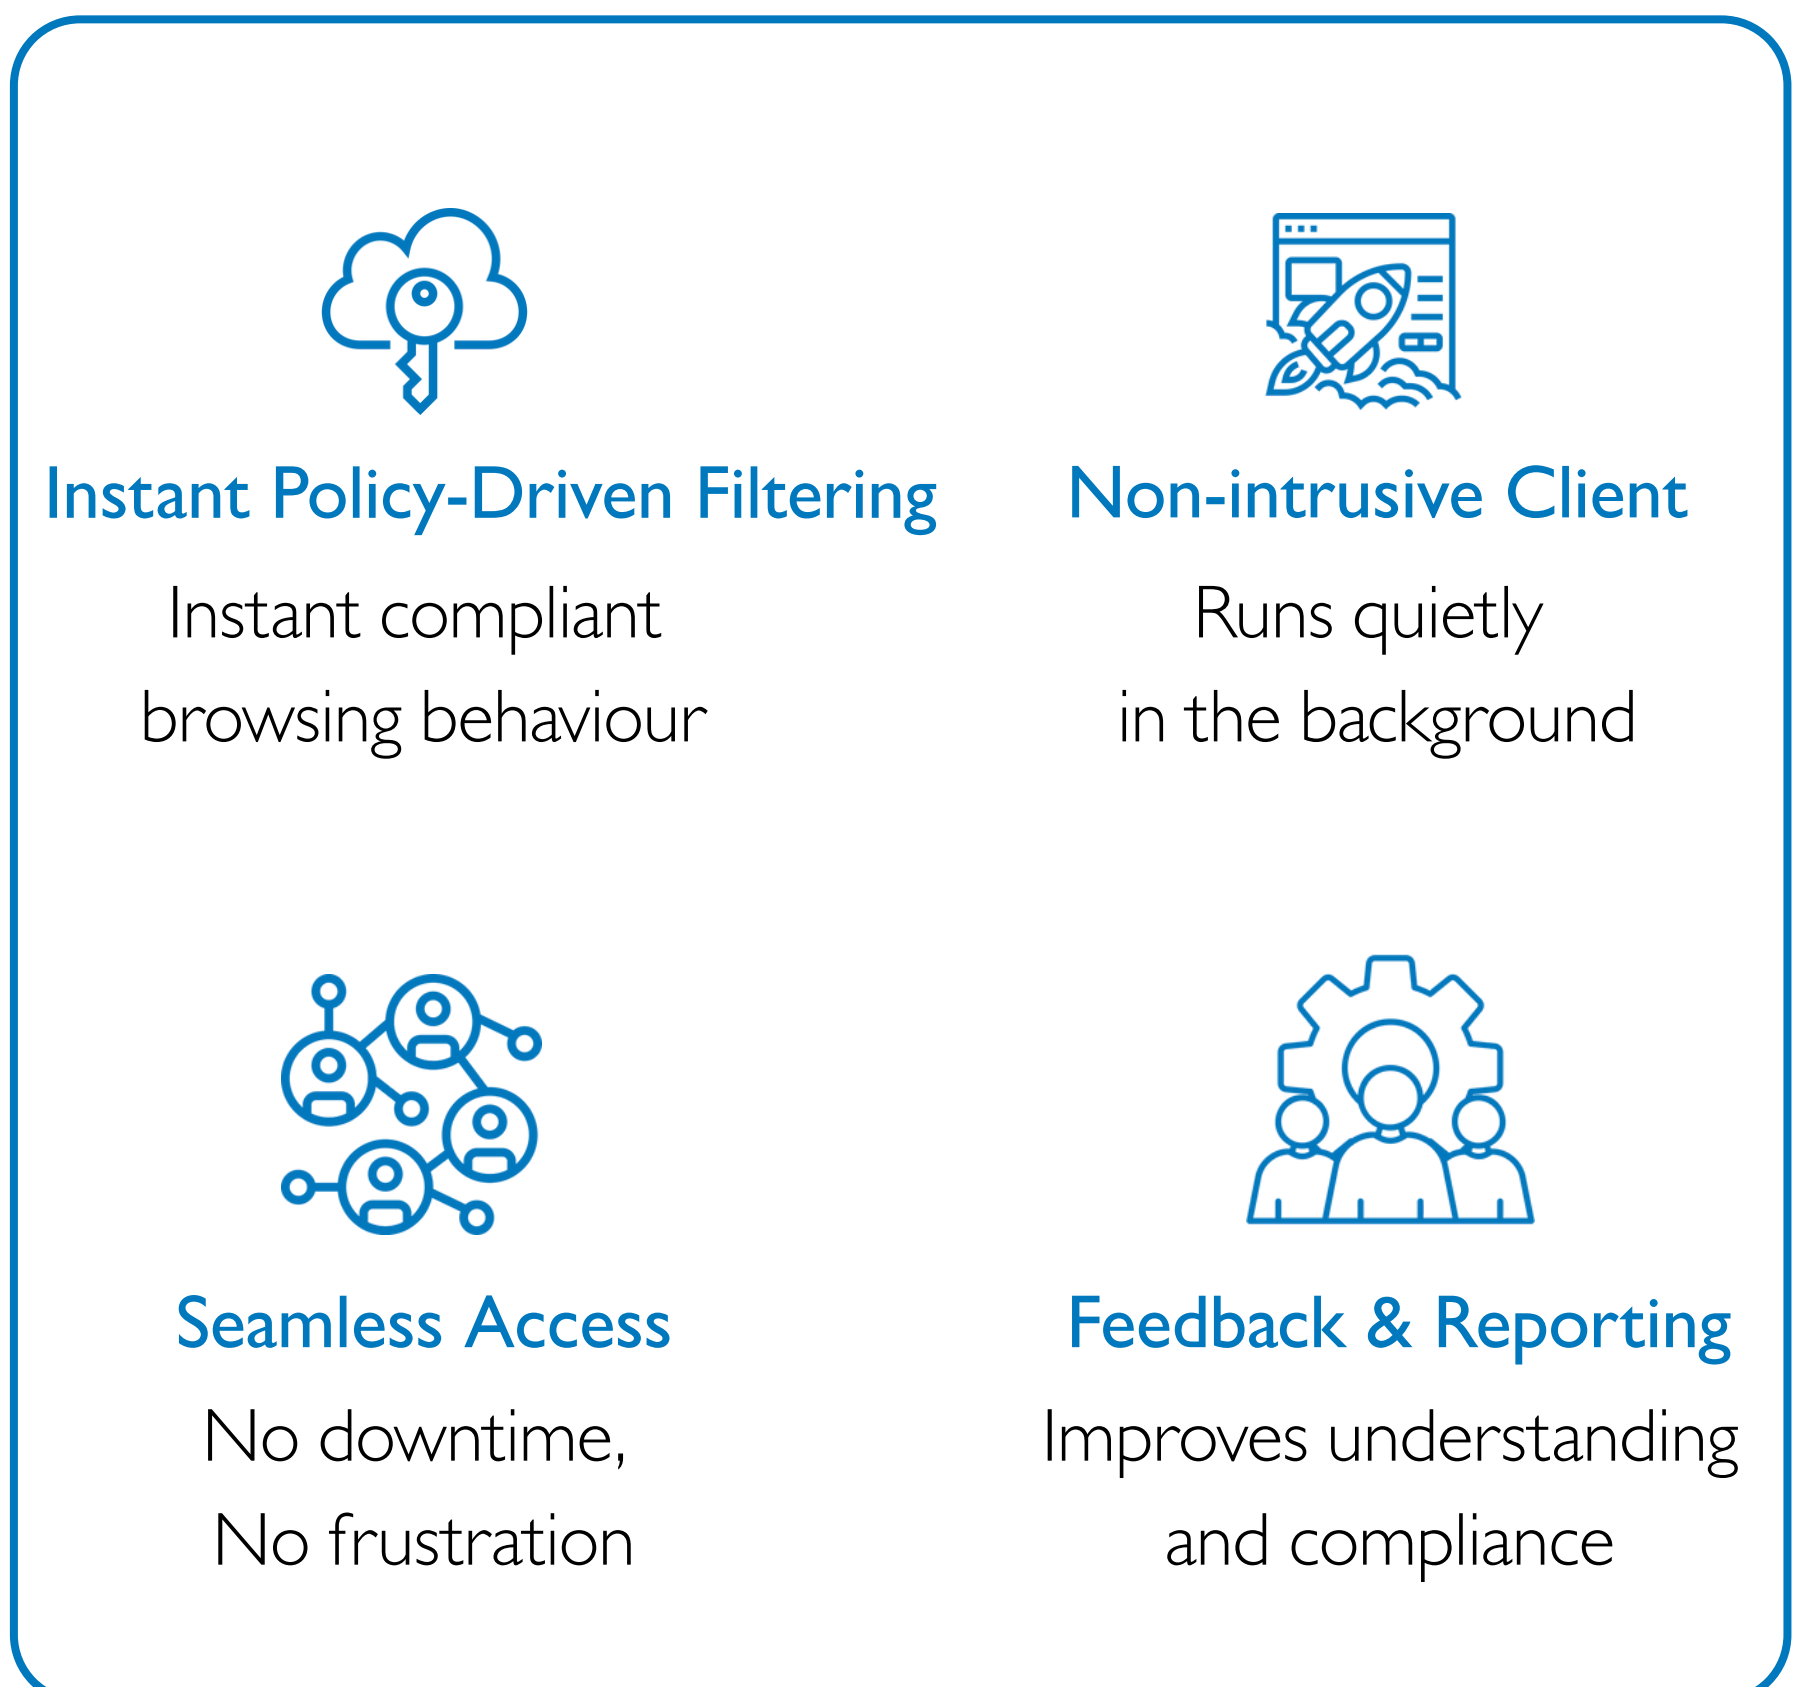 Instant Policy-Driven Filtering
Instant compliant
browsing behaviour
Non-intrusive Client
Runs quietly
in the background
Seamless Access
No downtime,
No frustration
Feedback & Reporting
Improves understanding
and compliance